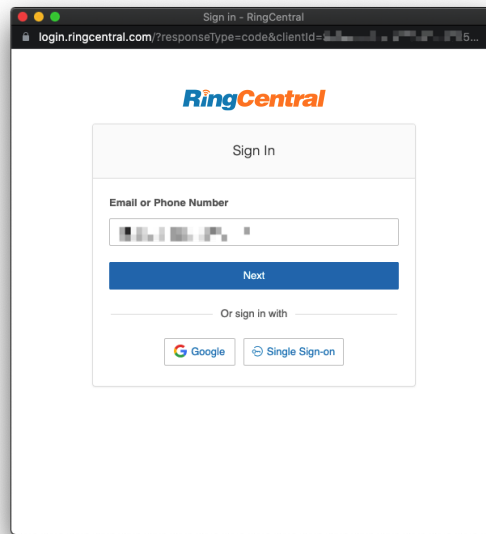 Sign in - RingCentral
login.ringcentral.com/?responseType=code&clientId=
RingCentral
Sign In
Email or Phone Number
Next
Or sign in with
Google
Single Sign-on